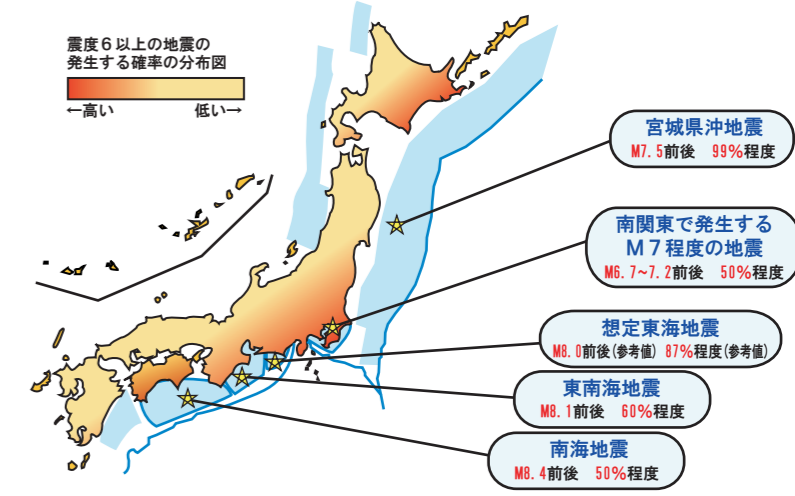 震度６以上の地震の
発生する確率の分布図
←高い　低い→
宮城県沖地震
M7.5前後　99%程度
南関東で発生する
Ｍ７程度の地震
M6.7~7.2前後　50%程度
想定東海地震
M8.0前後(参考値) 87%程度(参考値)
東南海地震
M8.1前後　60%程度
南海地震
M8.4前後　50%程度